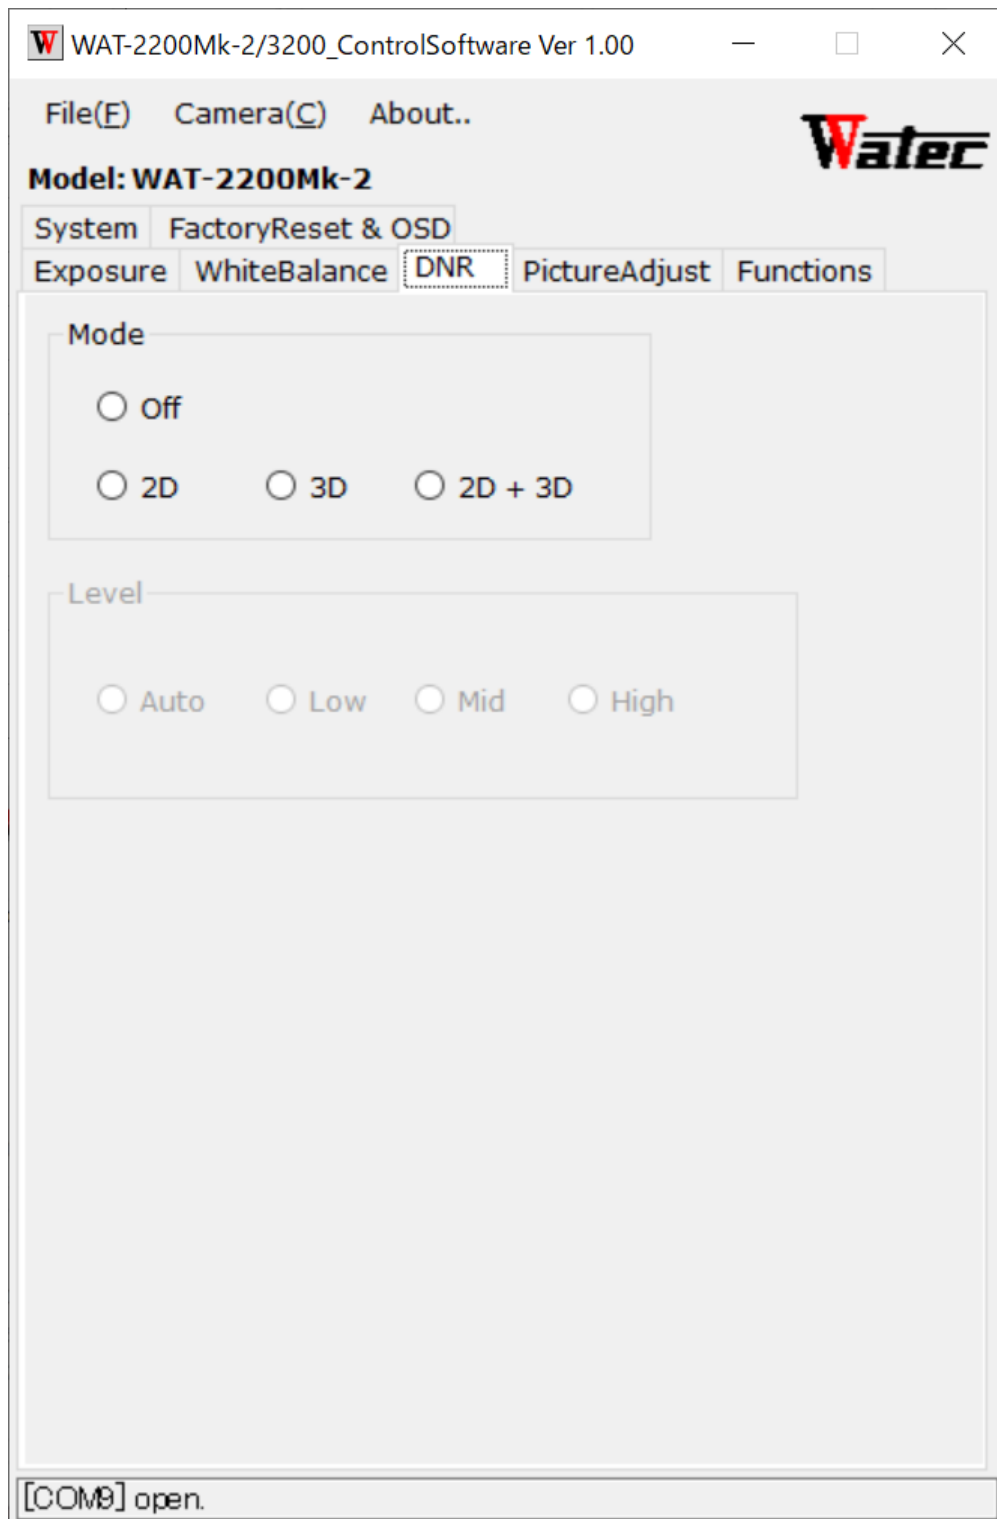 W WAT-2200Mk-2/3200_ControlSoftware Ver 1.00
File(F) Camera(C) About..
Watec
Model: WAT-2200Mk-2
System FactoryReset & OSD
Exposure WhiteBalance DNR PictureAdjust Functions
Mode
Off
2D 3D 2D + 3D
Level
Auto Low Mid High
[COM9] open.